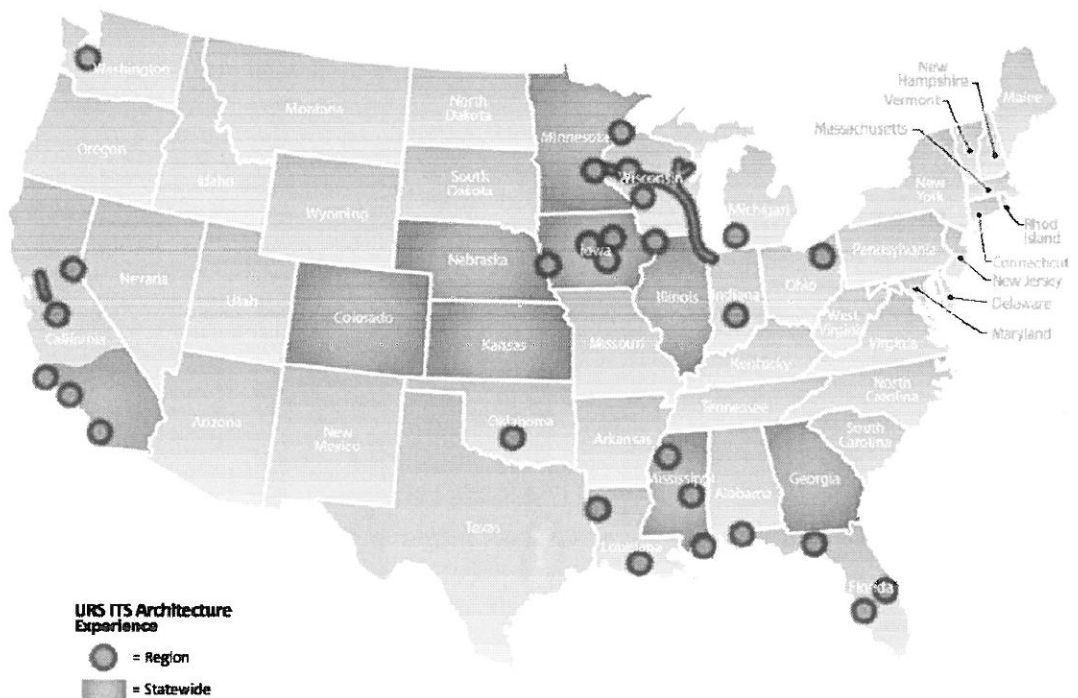 New
Hampshire
Vermont
Massachusetts
Maine
Washington
Montana
North
Dakota
Minnesota
Oregon
Idaho
South
Dakota
Wisconsin
Michigan
New
York
Rhod
Island
Wyoming
Connecticut
Pennsylvania
New Jersey
Iowa
Nebraska
Delaware
Nevada
Utah
Illinois
Indiana
Ohio
Maryland
Colorado
West
Virginia
Virginia
California
Kansas
Missouri
Kentucky
North
Carolina
Tennessee
Arizona
New
Mexico
Oklahoma
Arkansas
South
Carolina
Mississippi
Alabama
Georgia
Texas
Louisiana
Florida
URS ITS Architecture
Experience
= Region
= Statewide